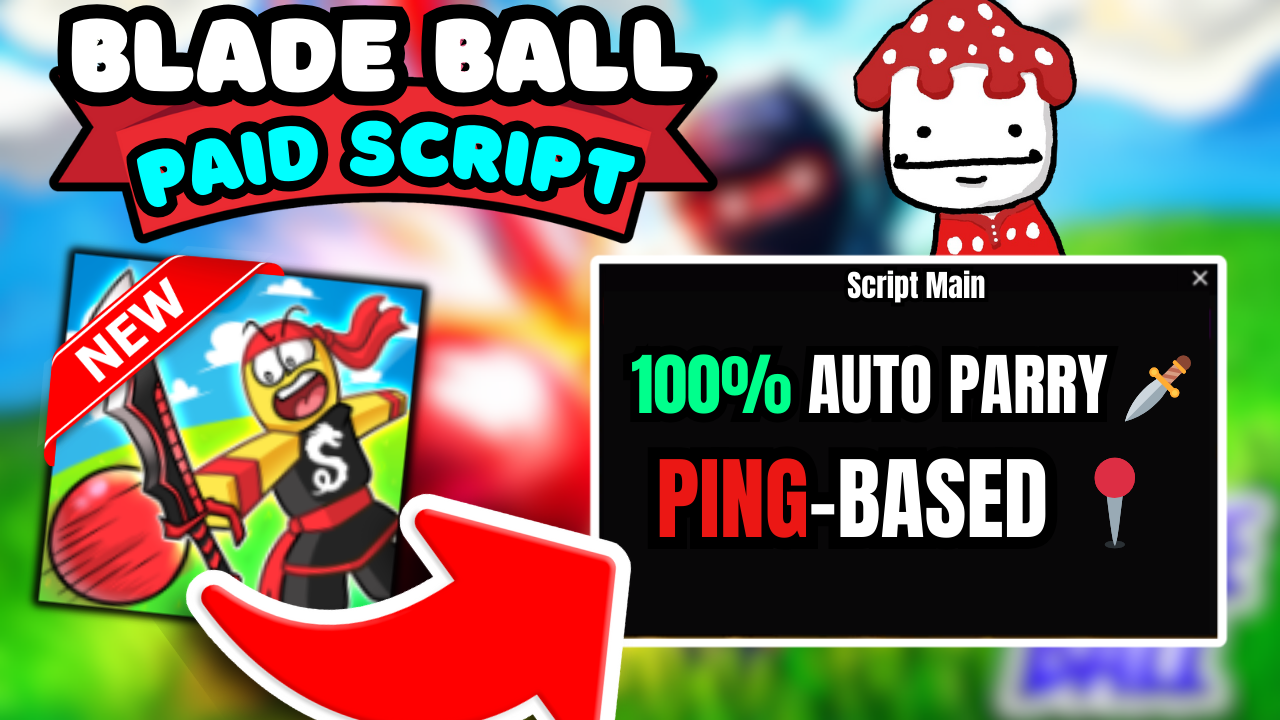 BLADE BALL
PAID SCRIPT
NEW
Script Main
100% AUTO PARRY
PING-BASED